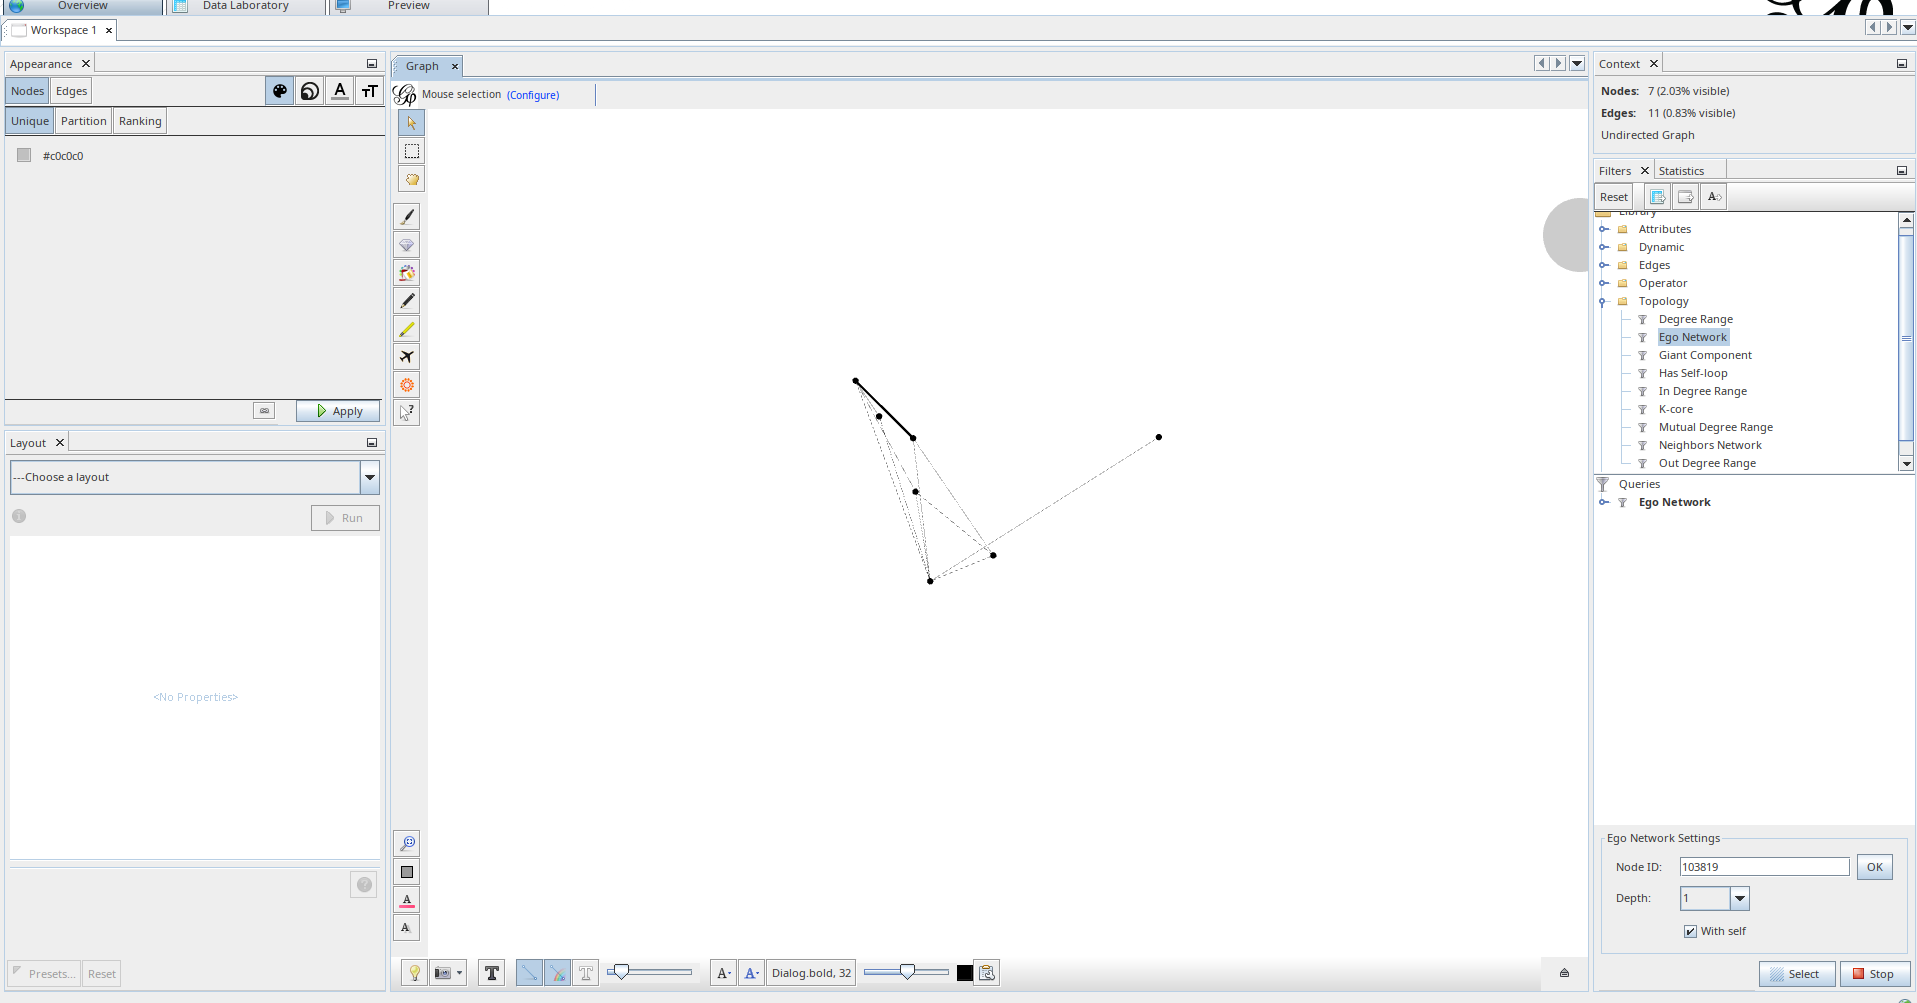 Overview
Data Laboratory
Preview
Workspace 1
Appearance
Nodes
Edges
Unique
Partition
Ranking
#c0c0c0
Apply
Layout
---Choose a layout
Run
<No Properties>
Presets...
Reset
Graph
Mouse selection (Configure)
Dialog.bold, 32
Context
Nodes: 7 (2.03% visible)
Edges: 11 (0.83% visible)
Undirected Graph
Filters
Statistics
Reset
Library
Attributes
Dynamic
Edges
Operator
Topology
Degree Range
Ego Network
Giant Component
Has Self-loop
In Degree Range
K-core
Mutual Degree Range
Neighbors Network
Out Degree Range
Queries
Ego Network
Ego Network Settings
Node ID: 103819 OK
Depth: 1
With self
Select
Stop